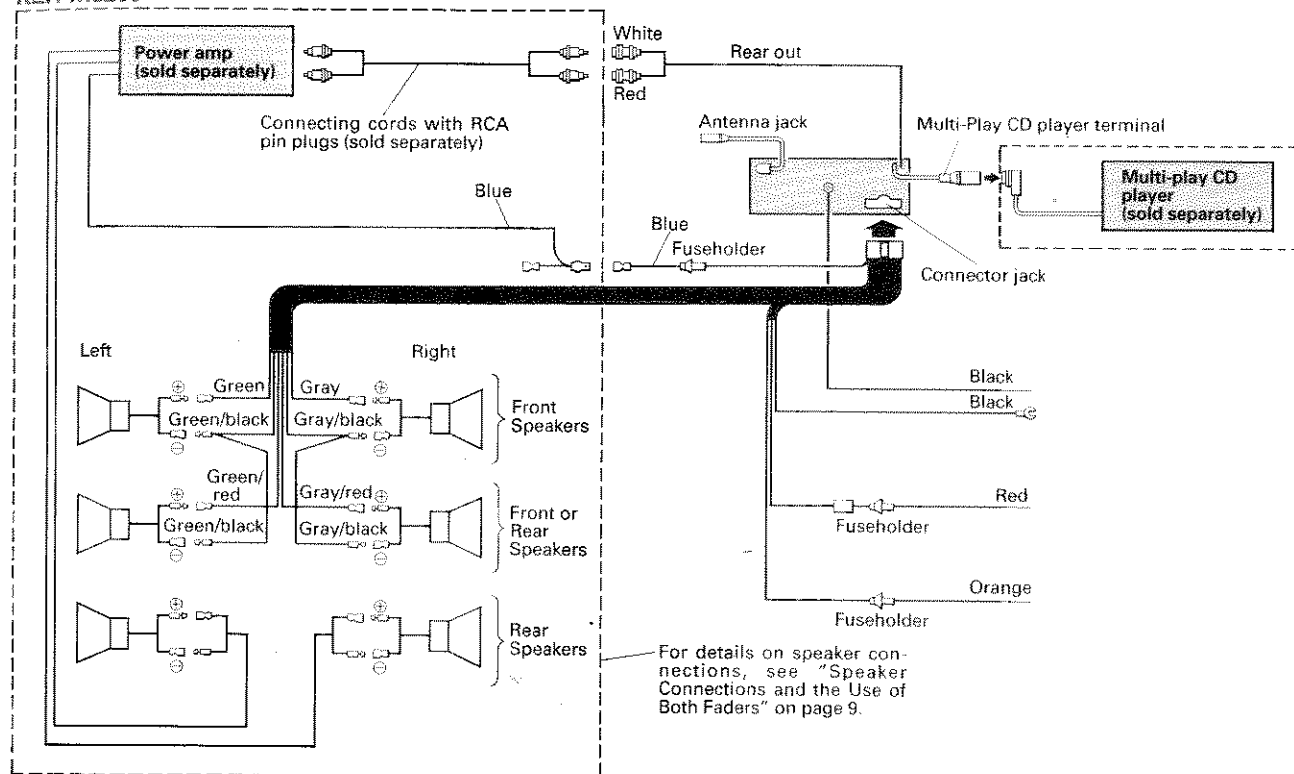 Power amp
(sold separately)
White
Rear out
Red
Connecting cords with RCA
pin plugs (sold separately)
Antenna jack
Multi-Play CD player terminal
Multi-play CD
player
(sold separately)
Blue
Blue
Fuseholder
Connector jack
Left
Right
Green
Gray
Green/black
Gray/black
Front
Speakers
Black
Black
Green/
red
Gray/red
Green/black
Gray/black
Front or
Rear
Speakers
Red
Fuseholder
Orange
Fuseholder
Rear
Speakers
For details on speaker con-
nections, see "Speaker
Connections and the Use of
Both Faders" on page 9.